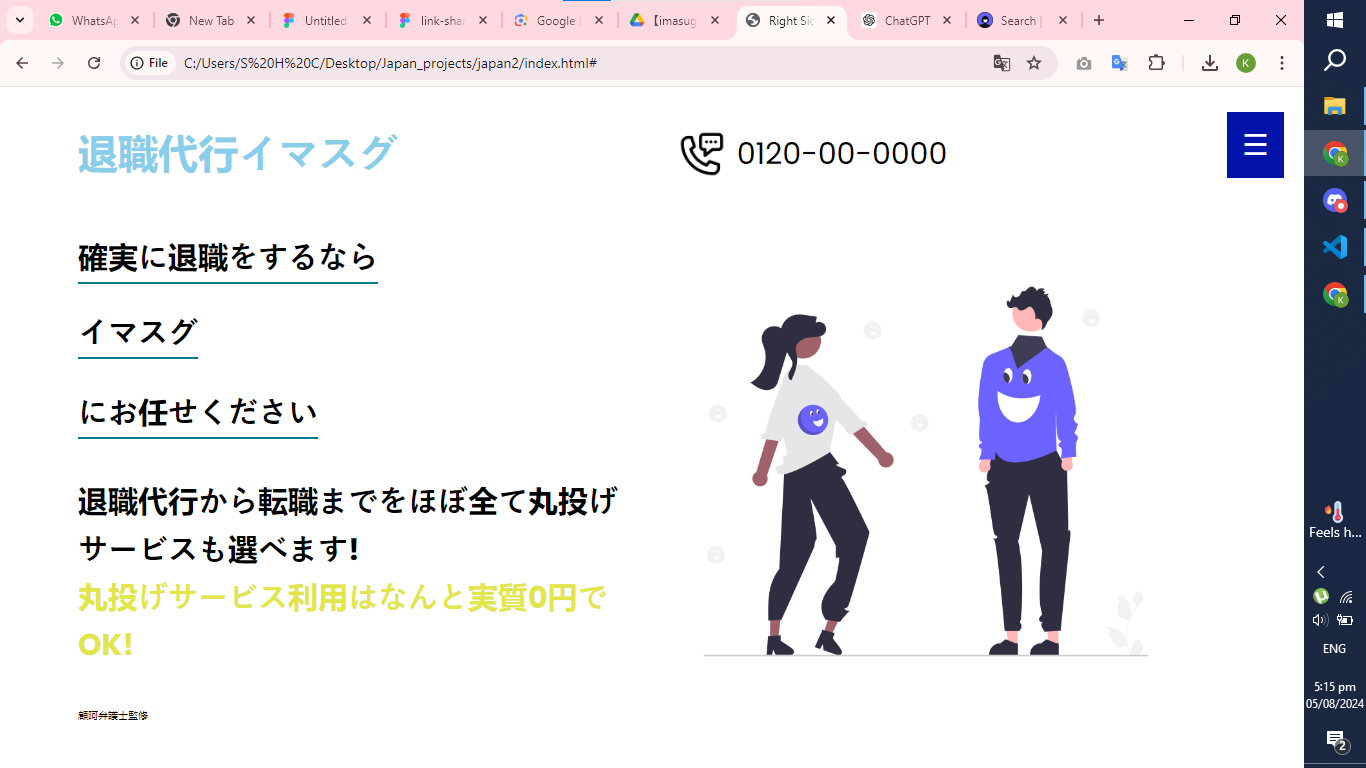 WhatsAp
New Tab
Untitled
link-shar
Google L
【imasug
Right Sid
ChatGPT
Search |
File
C:/Users/S%20H%20C/Desktop/Japan_projects/japan2/index.html#
K
退職代行イマスグ
0120-00-0000
確実に退職をするなら
イマスグ
にお任せください
退職代行から転職までをほぼ全て丸投げ
サービスも選べます!
丸投げサービス利用はなんと実質0円で
OK!
顧問弁護士監修
Feels h...
ENG
5:15 pm
05/08/2024
2